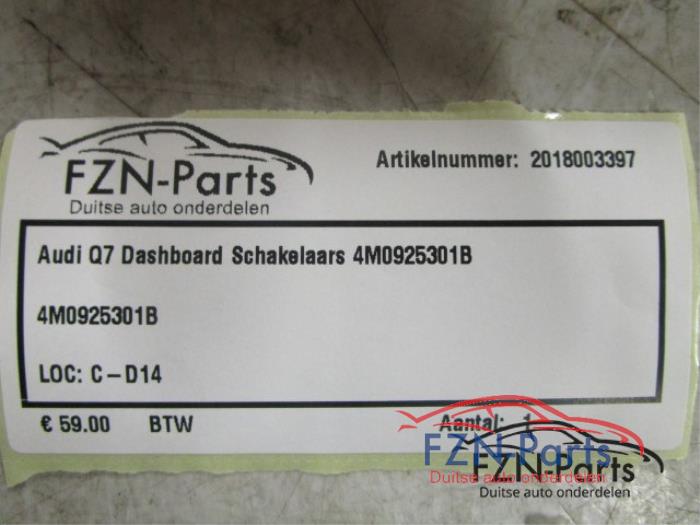 FZN-Parts
Duitse auto onderdelen
Artikelnummer: 2018003397
Audi Q7 Dashboard Schakelaars 4M0925301B
4M0925301B
LOC: C-D14
€ 59.00 BTW Aantal: 1
FZN-Parts
Duitse auto onderdelen
FZN-Parts
Duitse auto onderdelen